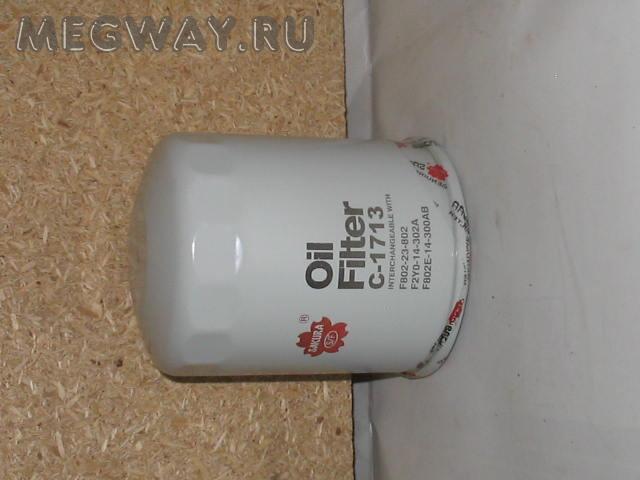 MEGWAY.RU
SAKURA
®
S/F
Oil
Filter
C-1713
INTERCHANGEABLE WITH
F802-23-802
F2Y0-14-302A
F802E-14-300AB